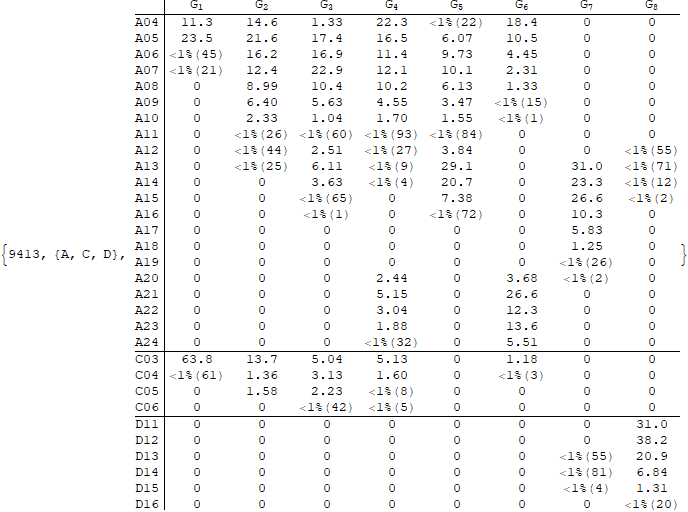 G1 G2 G3 G4 G5 G6 G7 G8
A04 11.3 14.6 1.33 22.3 <1%(22) 18.4 0 0
A05 23.5 21.6 17.4 16.5 6.07 10.5 0 0
A06 <1%(45) 16.2 16.9 11.4 9.73 4.45 0 0
A07 <1%(21) 12.4 22.9 12.1 10.1 2.31 0 0
A08 0 8.99 10.4 10.2 6.13 1.33 0 0
A09 0 6.40 5.63 4.55 3.47 <1%(15) 0 0
A10 0 2.33 1.04 1.70 1.55 <1%(1) 0 0
A11 0 <1%(26) <1%(60) <1%(93) <1%(84) 0 0 0
A12 0 <1%(44) 2.51 <1%(27) 3.84 0 0 <1%(55)
A13 0 <1%(25) 6.11 <1%(9) 29.1 0 31.0 <1%(71)
A14 0 0 3.63 <1%(4) 20.7 0 23.3 <1%(12)
A15 0 0 <1%(65) 0 7.38 0 26.6 <1%(2)
A16 0 0 <1%(1) 0 <1%(72) 0 10.3 0
A17 0 0 0 0 0 0 5.83 0
A18 0 0 0 0 0 0 1.25 0
{9413, {A, C, D}, A19 0 0 0 0 0 0 <1%(26) 0 }
A20 0 0 0 2.44 0 3.68 <1%(2) 0
A21 0 0 0 5.15 0 26.6 0 0
A22 0 0 0 3.04 0 12.3 0 0
A23 0 0 0 1.88 0 13.6 0 0
A24 0 0 0 <1%(32) 0 5.51 0 0
C03 63.8 13.7 5.04 5.13 0 1.18 0 0
C04 <1%(61) 1.36 3.13 1.60 0 <1%(3) 0 0
C05 0 1.58 2.23 <1%(8) 0 0 0 0
C06 0 0 <1%(42) <1%(5) 0 0 0 0
D11 0 0 0 0 0 0 0 31.0
D12 0 0 0 0 0 0 0 38.2
D13 0 0 0 0 0 0 <1%(55) 20.9
D14 0 0 0 0 0 0 <1%(81) 6.84
D15 0 0 0 0 0 0 <1%(4) 1.31
D16 0 0 0 0 0 0 0 <1%(20)